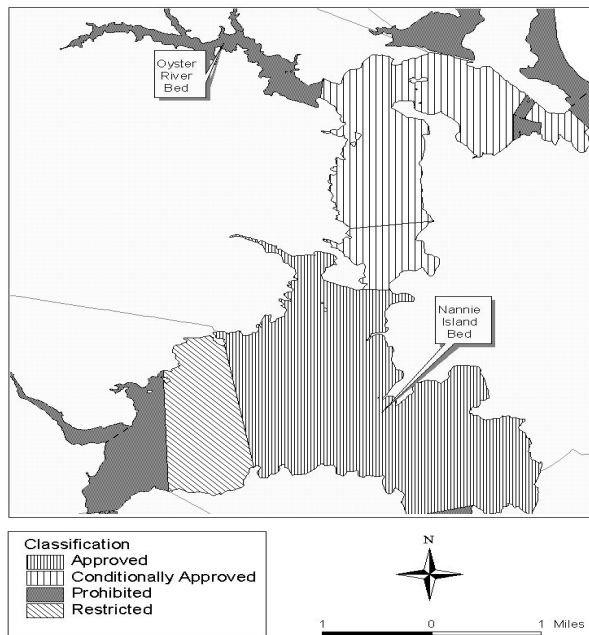 Oyster
River
Bed
Nannie
Island
Bed
Classification
Approved
Conditionally Approved
Prohibited
Restricted
N
1 0 1 Miles